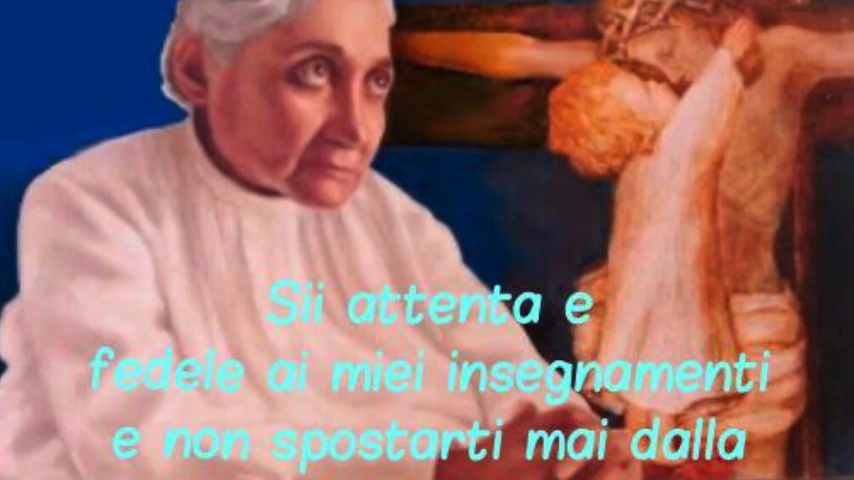 Sii attenta e
fedele ai miei insegnamenti
e non spostarti mai dalla